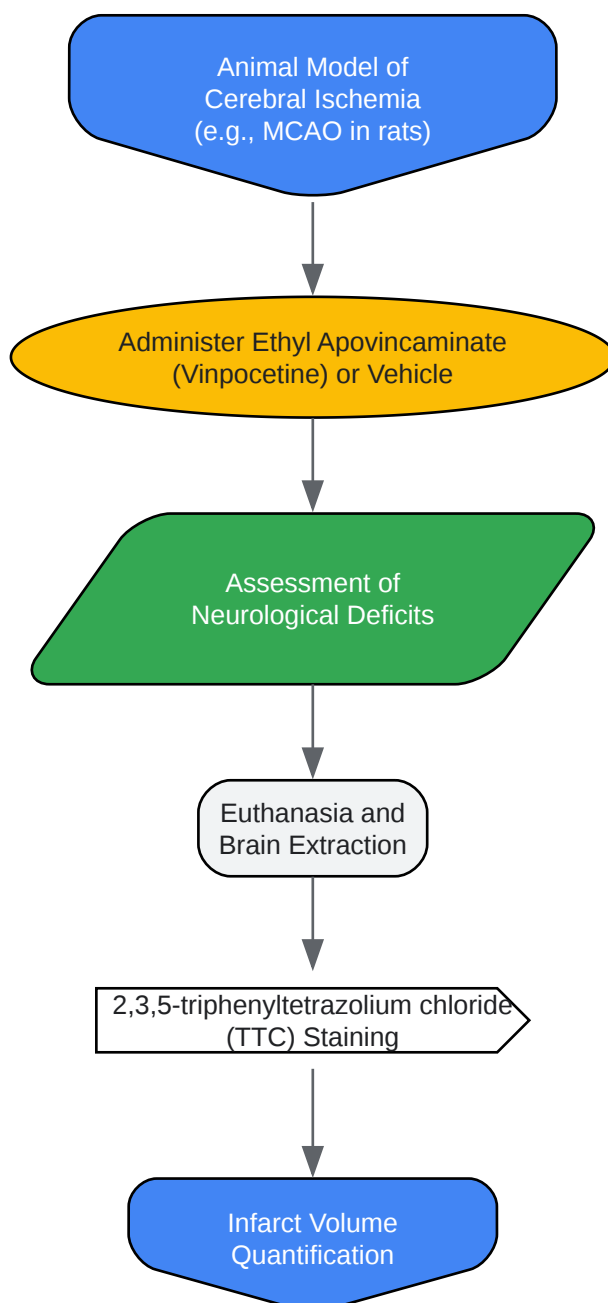 Animal Model of
Cerebral Ischemia
(e.g., MCAO in rats)
Administer Ethyl Apovincaminate
(Vinpocetine) or Vehicle
Assessment of
Neurological Deficits
Euthanasia and
Brain Extraction
2,3,5-triphenyltetrazolium chloride
(TTC) Staining
Infarct Volume
Quantification